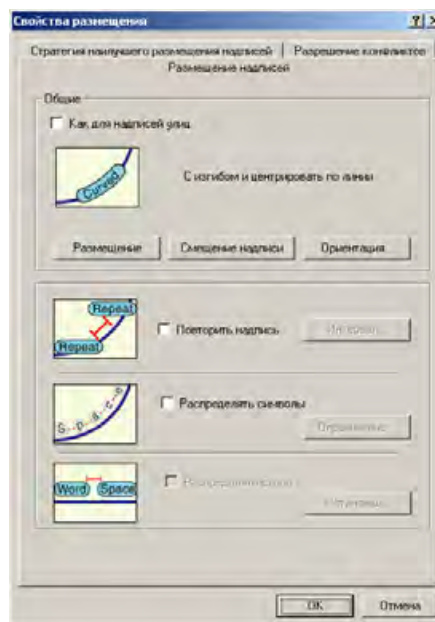 Свойства размещения
Стратегия наилучшего размещения надписей | Разрешение конфликтов
Размещение надписей
Общие
Как для надписей улиц
Curved
С изгибом и центрировать по линии
Размещение Смещение надписи Ориентация
Repeat
Repeat
Повторить надпись
S...p...a...c...e
Распределять символы
Word Space
OK Отмена